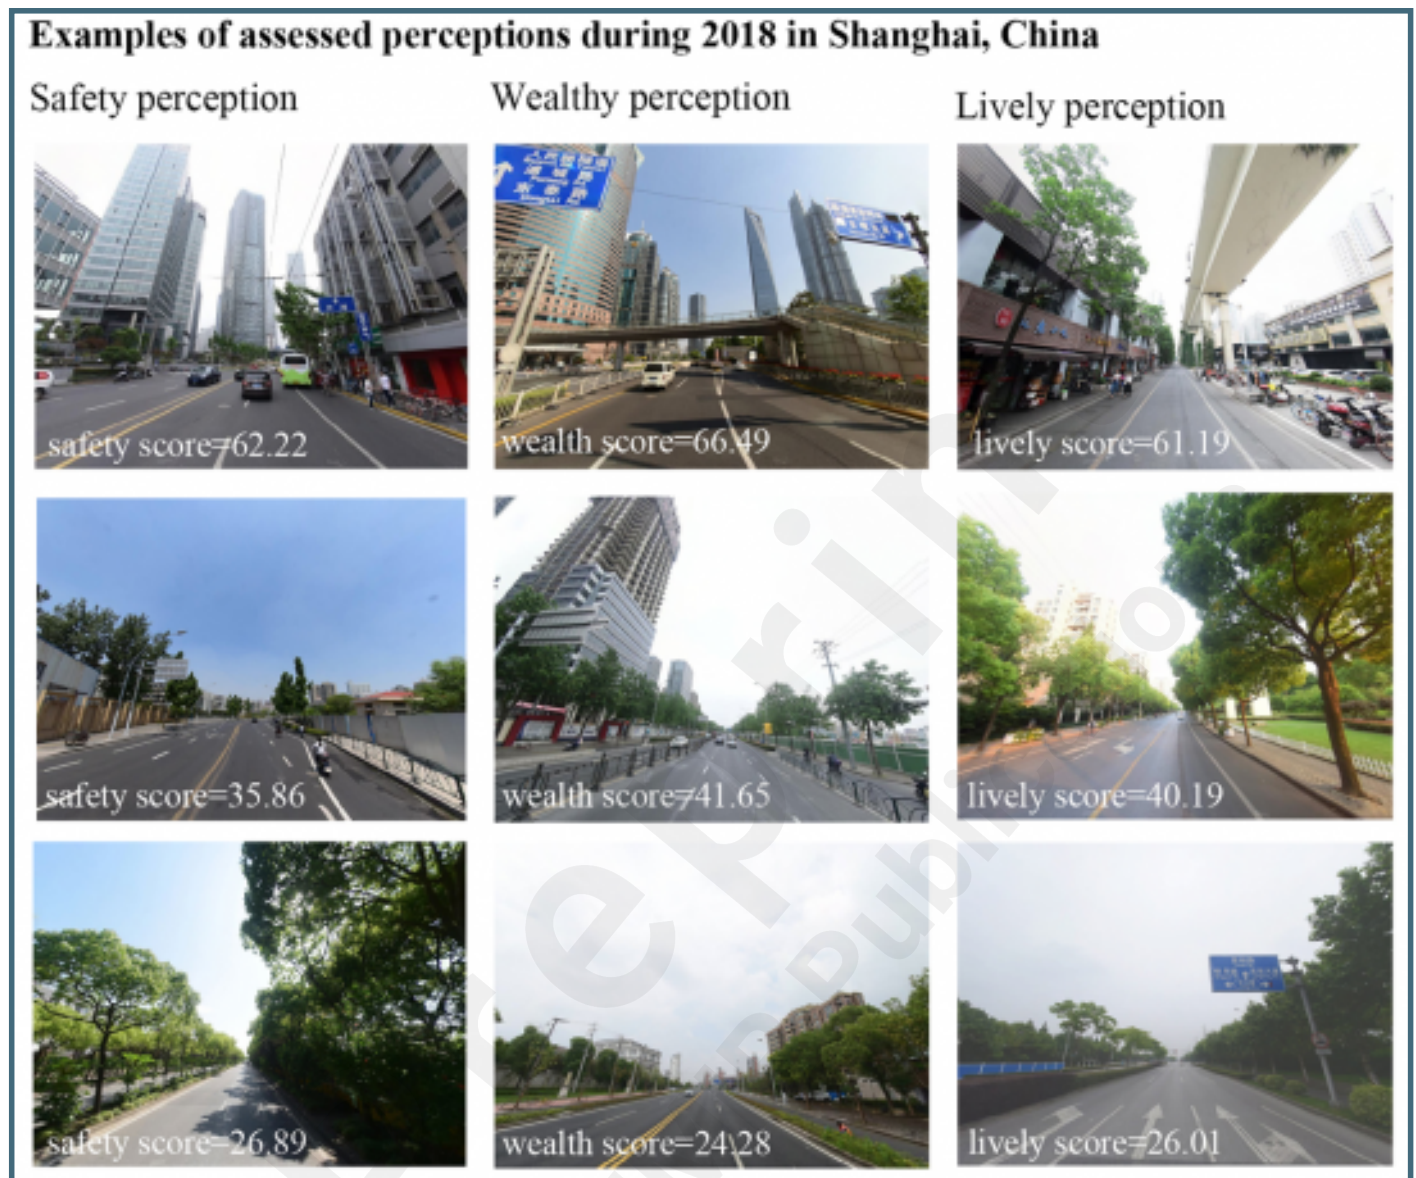 Examples of assessed perceptions during 2018 in Shanghai, China
Safety perception
Wealthy perception
Lively perception
safety score=62.22
wealth score=66.49
lively score=61.19
safety score=35.86
wealth score=41.65
lively score=40.19
safety score=26.89
wealth score=24.28
lively score=26.01